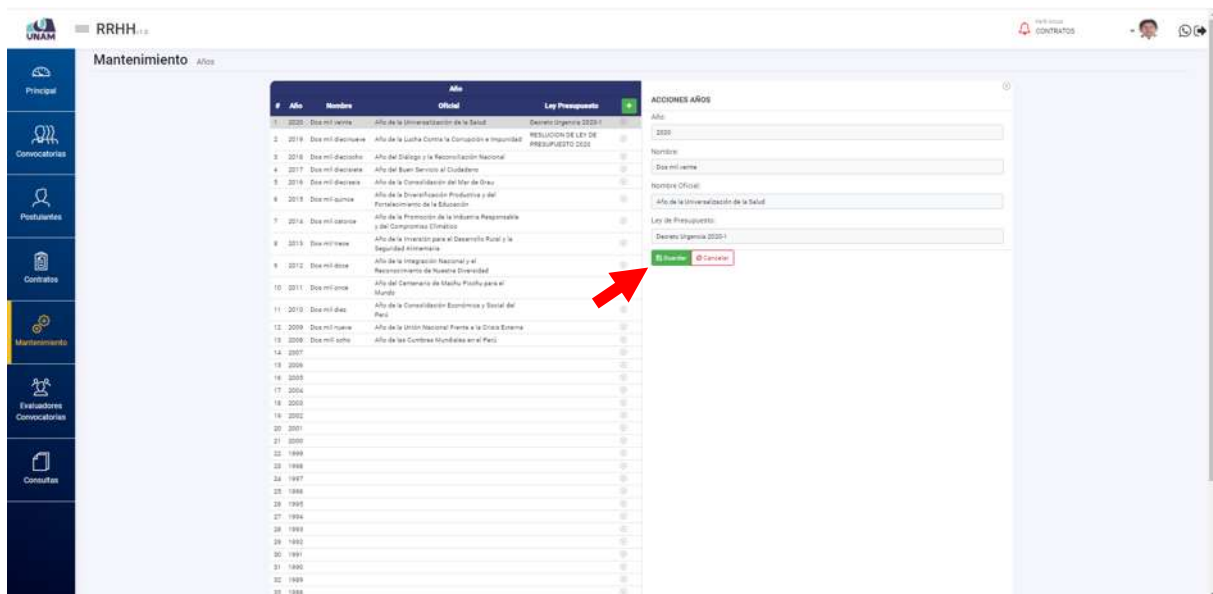 UNAM
RRHH
CONTRATOS
Mantenimiento Años
Principal
Convocatorias
Postulantes
Contratos
Mantenimiento
Evaluadores
Convocatorias
Consultas
Año
# Año Nombre Oficial Ley Presupuesto
1 2020 Dos mil veinte Año de la Universalización de la Salud Decreto Urgencia 2020-1
2 2019 Dos mil diecinueve Año de la Lucha Contra la Corrupción e Impunidad RESLUCION DE LEY DE
PRESUPUESTO 2020
3 2018 Dos mil dieciocho Año del Diálogo y la Reconciliación Nacional
4 2017 Dos mil diecisiete Año del Buen Servicio al Ciudadano
5 2016 Dos mil dieciseis Año de la Consolidación del Mar de Grau
6 2015 Dos mil quince Año de la Diversificación Productiva y del
Fortalecimiento de la Educación
7 2014 Dos mil catorce Año de la Promoción de la Industria Responsable
y del Compromiso Climático
8 2013 Dos mil trece Año de la Inversión para el Desarrollo Rural y la
Seguridad Alimentaria
9 2012 Dos mil doce Año de la Integración Nacional y el
Reconocimiento de Nuestra Diversidad
10 2011 Dos mil once Año del Centenario de Machu Picchu para el
Mundo
11 2010 Dos mil diez Año de la Consolidación Económica y Social del
Perú
12 2009 Dos mil nueve Año de la Unión Nacional Frente a la Crisis Externa
13 2008 Dos mil ocho Año de las Cumbres Mundiales en el Perú
14 2007
15 2006
16 2005
17 2004
18 2003
19 2002
20 2001
21 2000
22 1999
23 1998
24 1997
25 1996
26 1995
27 1994
28 1993
29 1992
30 1991
31 1990
32 1989
33 1988
ACCIONES AÑOS
Año:
2020
Nombre:
Dos mil veinte
Nombre Oficial:
Año de la Universalización de la Salud
Ley de Presupuesto:
Decreto Urgencia 2020-1
Guardar Cancelar